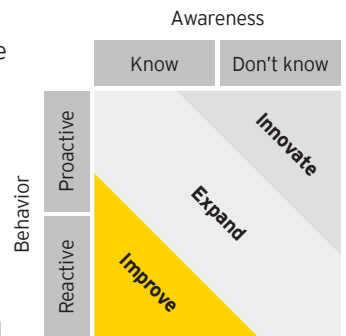 Awareness
Know
Don't know
Behavior
Proactive
Reactive
Innovate
Expand
Improve